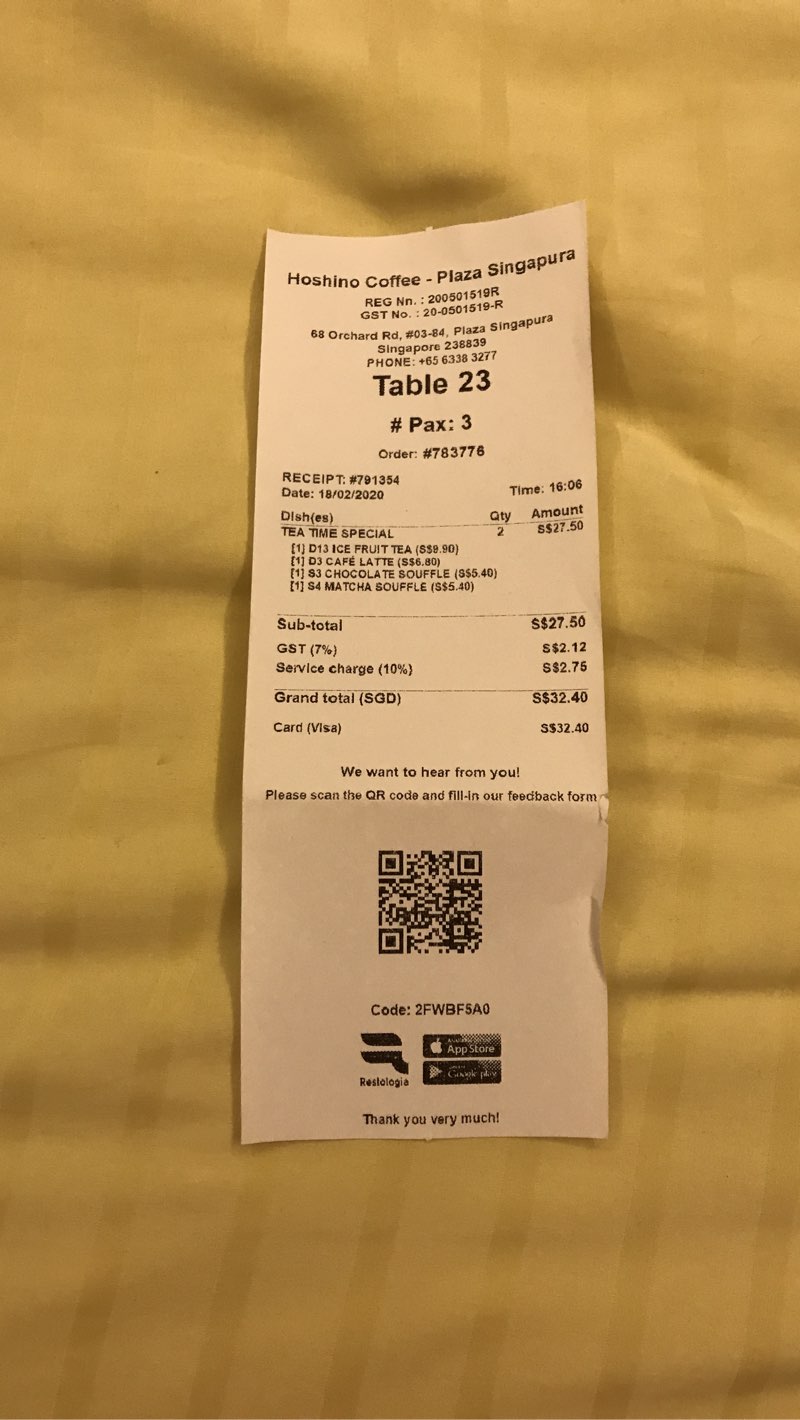 Hoshino Coffee - Plaza Singapura
REG Nn. : 200501519R
GST No. : 20-0501519-R
68 Orchard Rd, #03-84, Plaza Singapura
Singapore 238839
PHONE: +65 6338 3277
Table 23
# Pax: 3
Order: #783776
RECEIPT: #791354
Date: 18/02/2020 Time: 16:06
Dish(es) Qty Amount
TEA TIME SPECIAL 2 S$27.50
[1] D13 ICE FRUIT TEA (S$9.90)
[1] D3 CAFÉ LATTE (S$6.80)
[1] S3 CHOCOLATE SOUFFLE (S$5.40)
[1] S4 MATCHA SOUFFLE (S$5.40)
Sub-total S$27.50
GST (7%) S$2.12
Service charge (10%) S$2.75
Grand total (SGD) S$32.40
Card (Visa) S$32.40
We want to hear from you!
Please scan the QR code and fill-in our feedback form
Code: 2FWBF5A0
App Store
Google play
Restologia
Thank you very much!